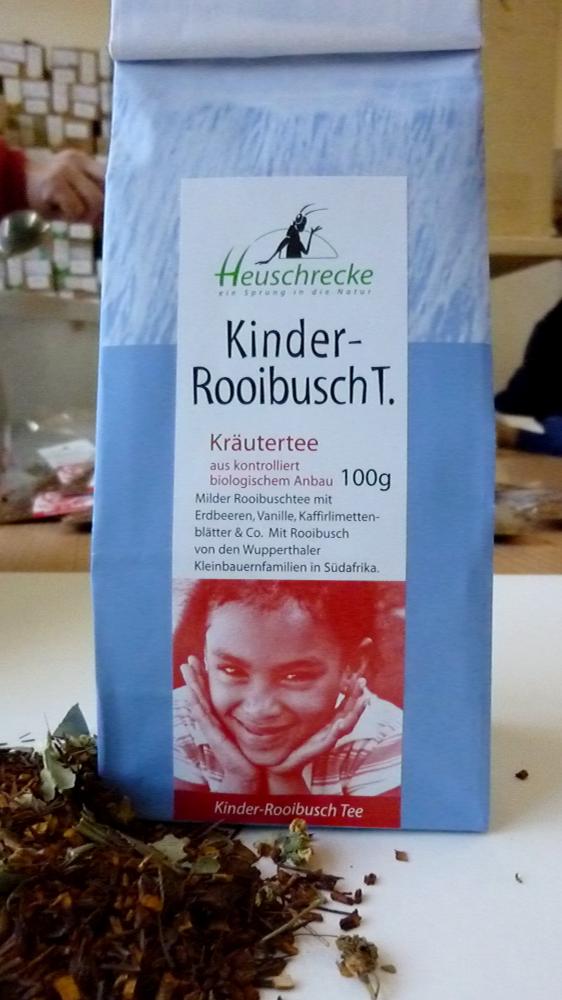 Heuschrecke
ein Sprung in die Natur
Kinder-
RooibuschT.
Kräutertee
aus kontrolliert
biologischem Anbau 100g
Milder Rooibuschtee mit
Erdbeeren, Vanille, Kaffirlimetten-
blätter & Co. Mit Rooibusch
von den Wupperthaler
Kleinbauernfamilien in Südafrika.
Kinder-Rooibusch Tee